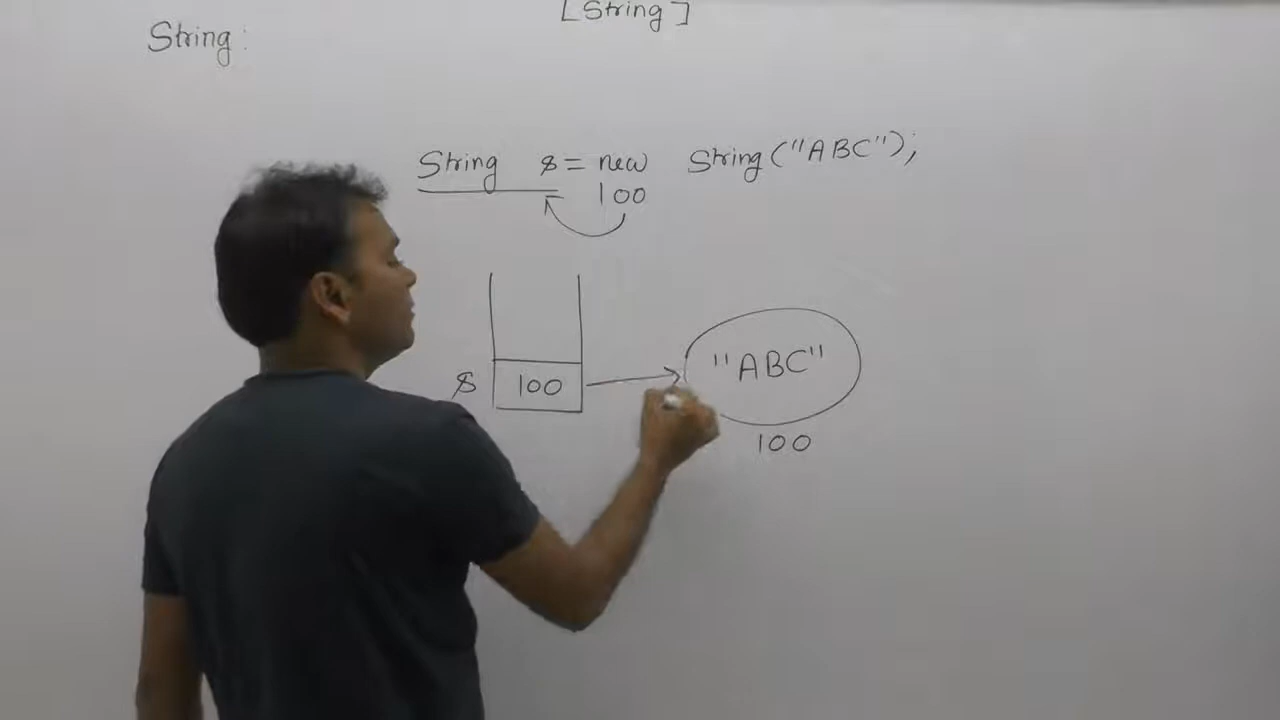 [String]
String:
String s = new String("ABC");
100
"ABC"
s 100
100